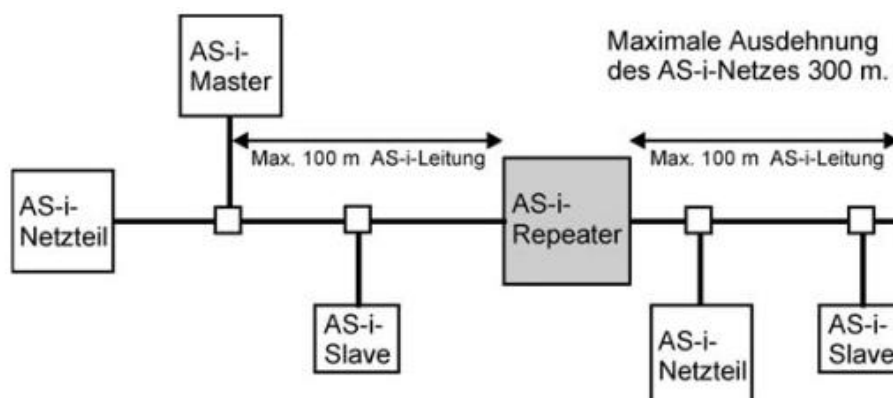 AS-i-
Master
Maximale Ausdehnung
des AS-i-Netzes 300 m.
Max. 100 m AS-i-Leitung
Max. 100 m AS-i-Leitung
AS-i-
Netzteil
AS-i-
Repeater
AS-i-
Slave
AS-i-
Netzteil
AS-i-
Slave